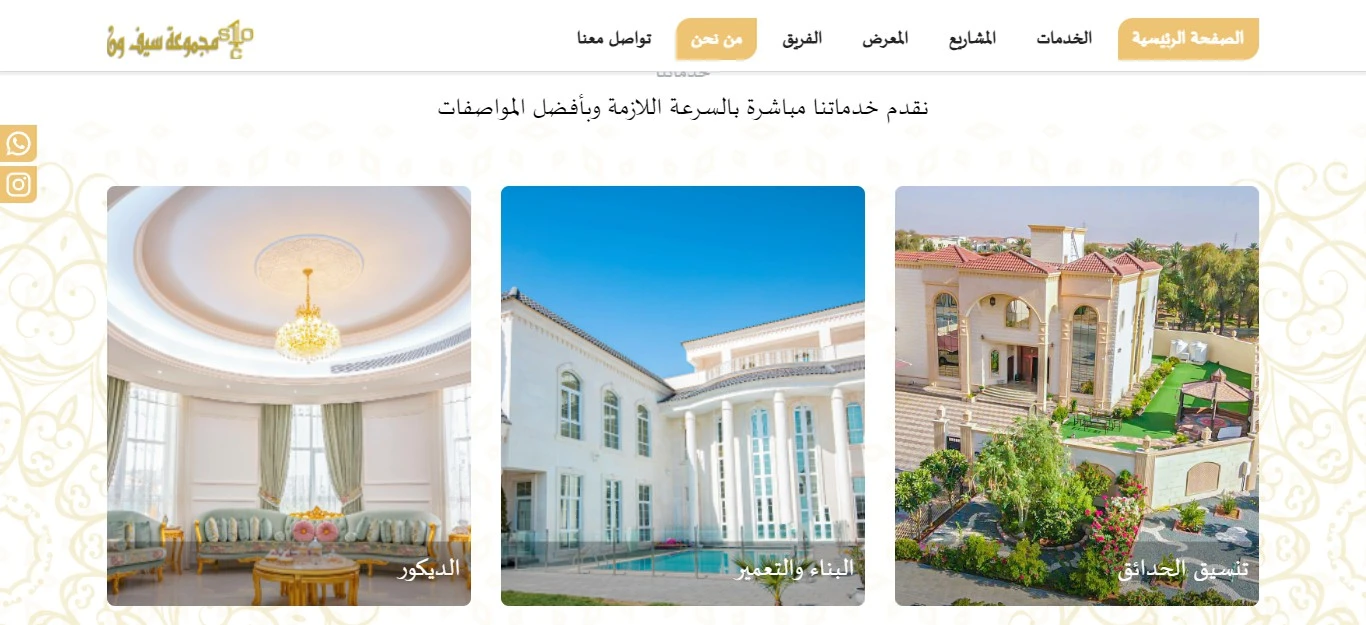 الصفحة الرئيسية
الخدمات
المشاريع
المعرض
الفريق
من نحن
تواصل معنا
مجموعة سيف ون
s1oc
خدماتنا
نقدم خدماتنا مباشرة بالسرعة اللازمة وبأفضل المواصفات
تنسيق الحدائق
البناء والتعمير
الديكور